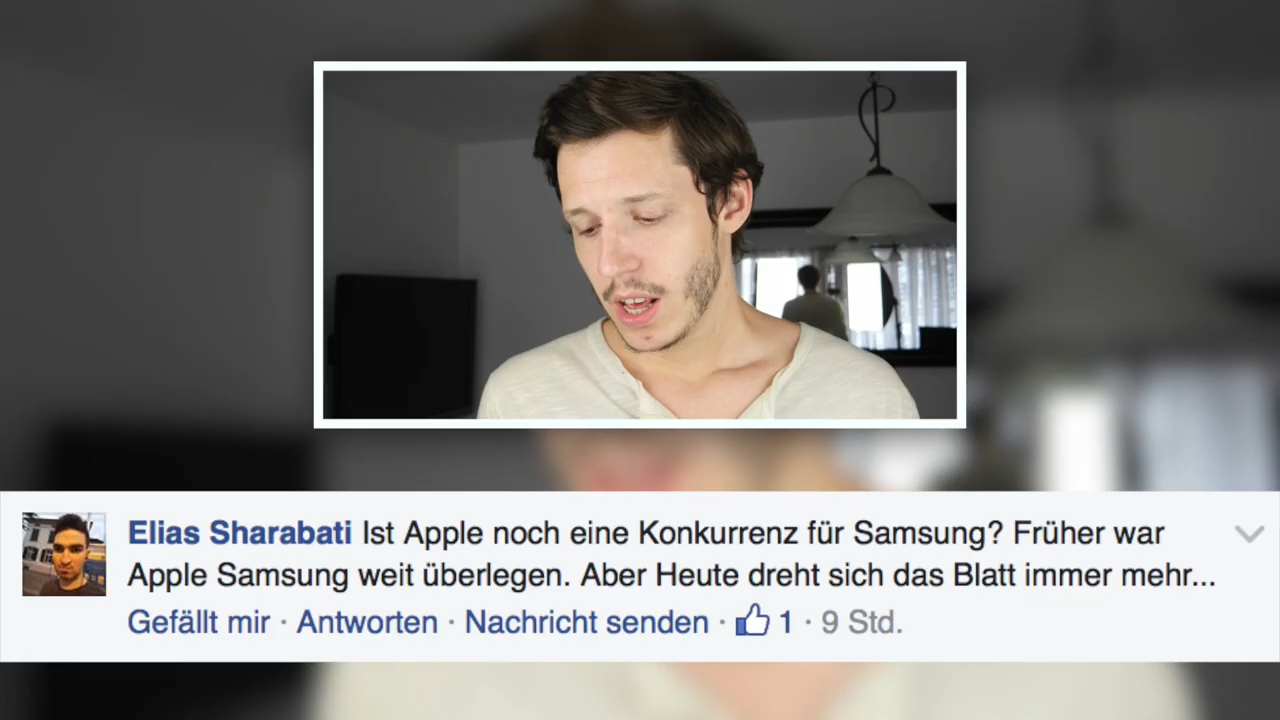 Elias Sharabati Ist Apple noch eine Konkurrenz für Samsung? Früher war
Apple Samsung weit überlegen. Aber Heute dreht sich das Blatt immer mehr...
Gefällt mir · Antworten · Nachricht senden · 1 · 9 Std.